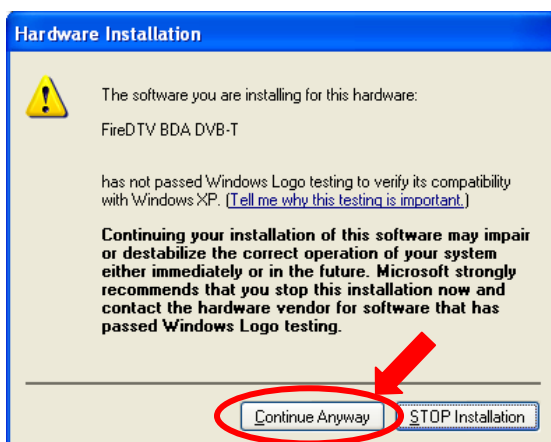 Hardware Installation
The software you are installing for this hardware:
FireDTV BDA DVB-T
has not passed Windows Logo testing to verify its compatibility
with Windows XP. (Tell me why this testing is important.)
Continuing your installation of this software may impair
or destabilize the correct operation of your system
either immediately or in the future. Microsoft strongly
recommends that you stop this installation now and
contact the hardware vendor for software that has
passed Windows Logo testing.
Continue Anyway
STOP Installation